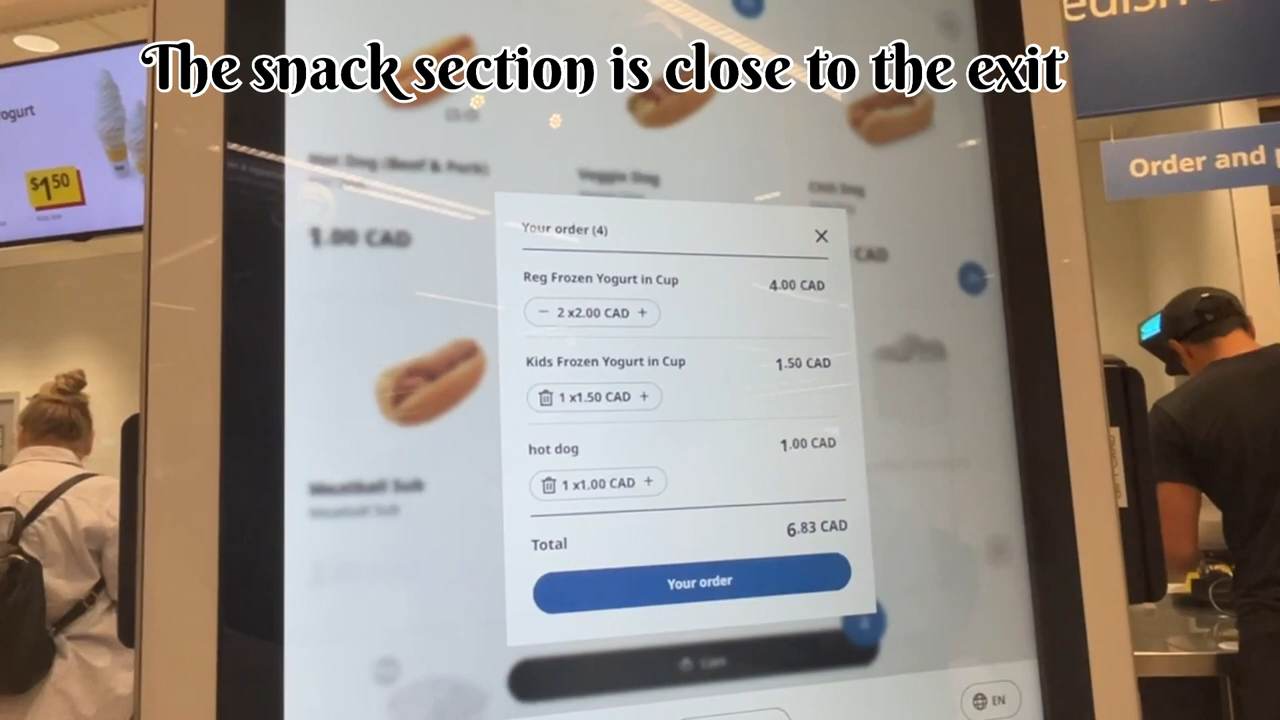 The snack section is close to the exit
ogurt
$1.50
edish
Order and
Hot Dog (Beef & Pork)
Veggie Dog
Chili Dog
1.00 CAD
CAD
Your order (4)
Reg Frozen Yogurt in Cup
4.00 CAD
2 x2.00 CAD
Kids Frozen Yogurt in Cup
1.50 CAD
1 x1.50 CAD
hot dog
1.00 CAD
1 x1.00 CAD
Meatball Sub
Meatball Sub
Total
6.83 CAD
Your order
EN